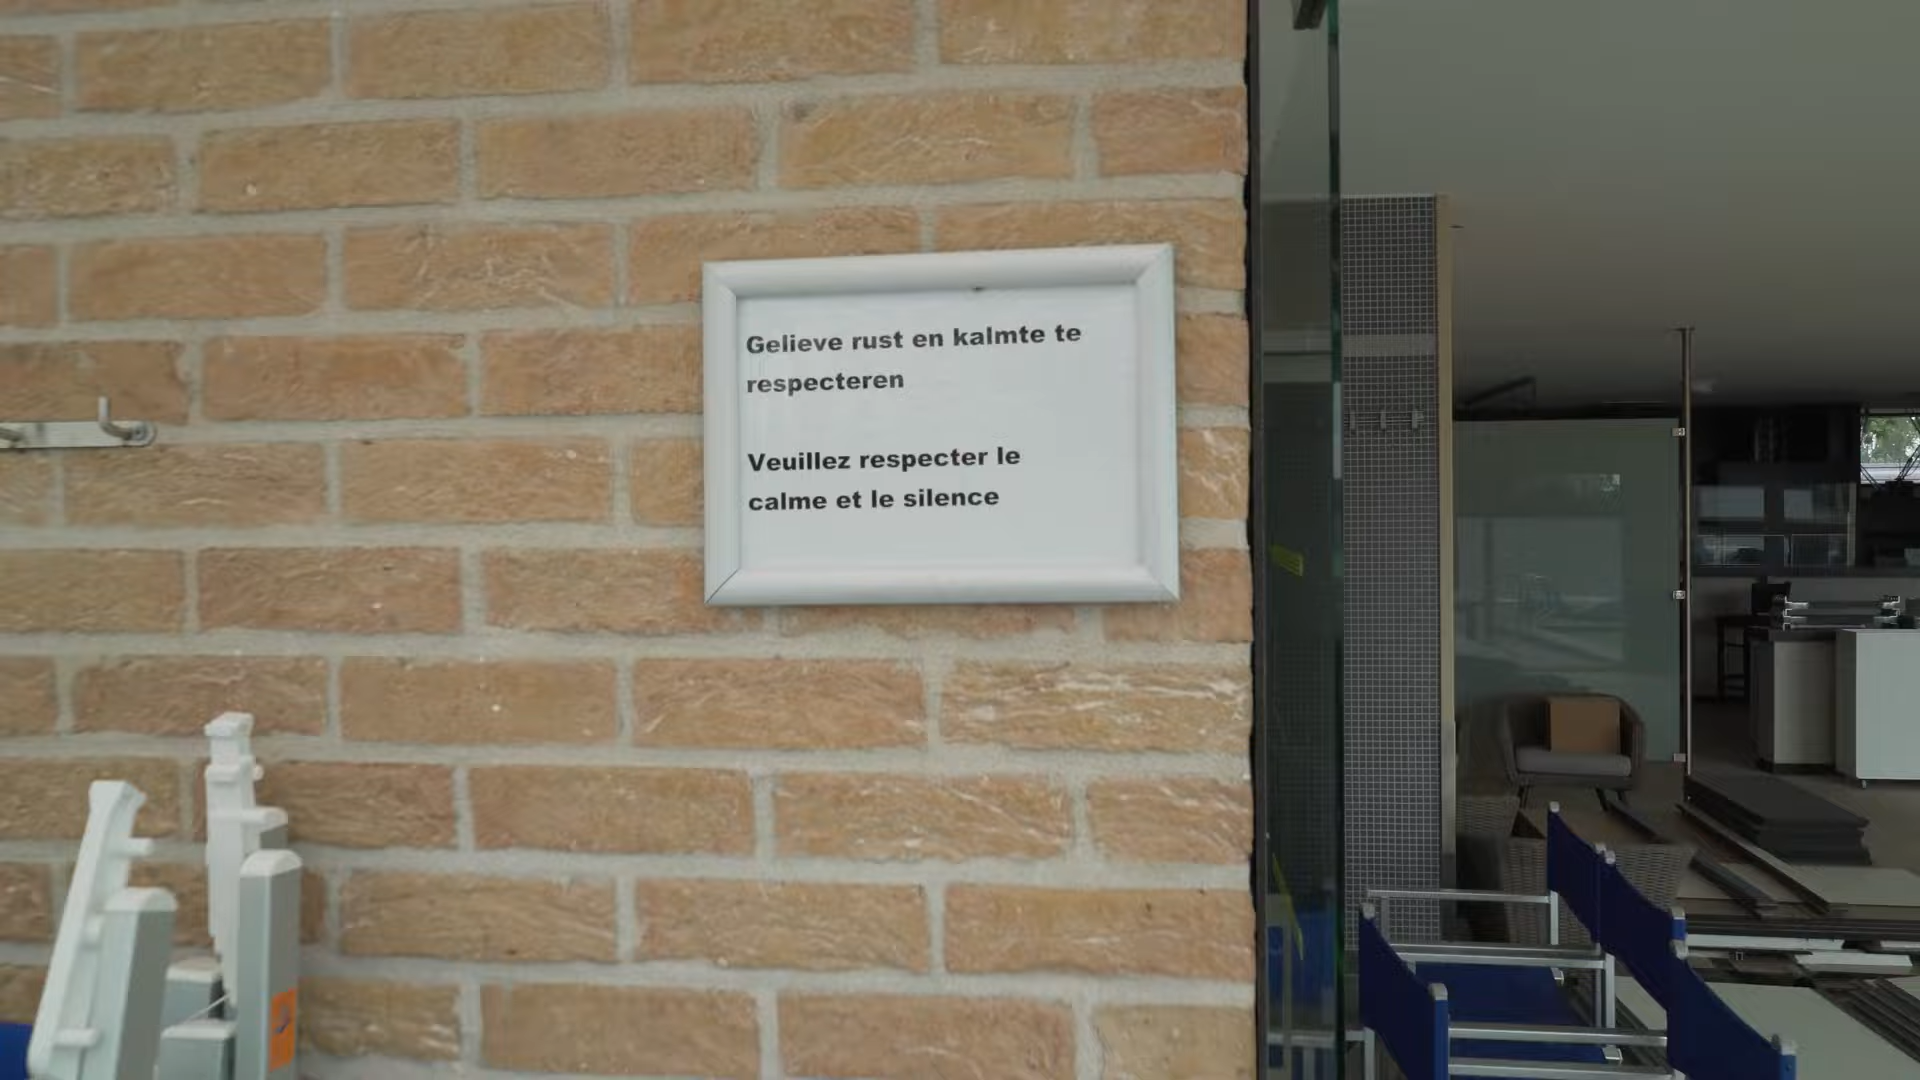 Gelieve rust en kalmte te
respecteren
Veuillez respecter le
calme et le silence